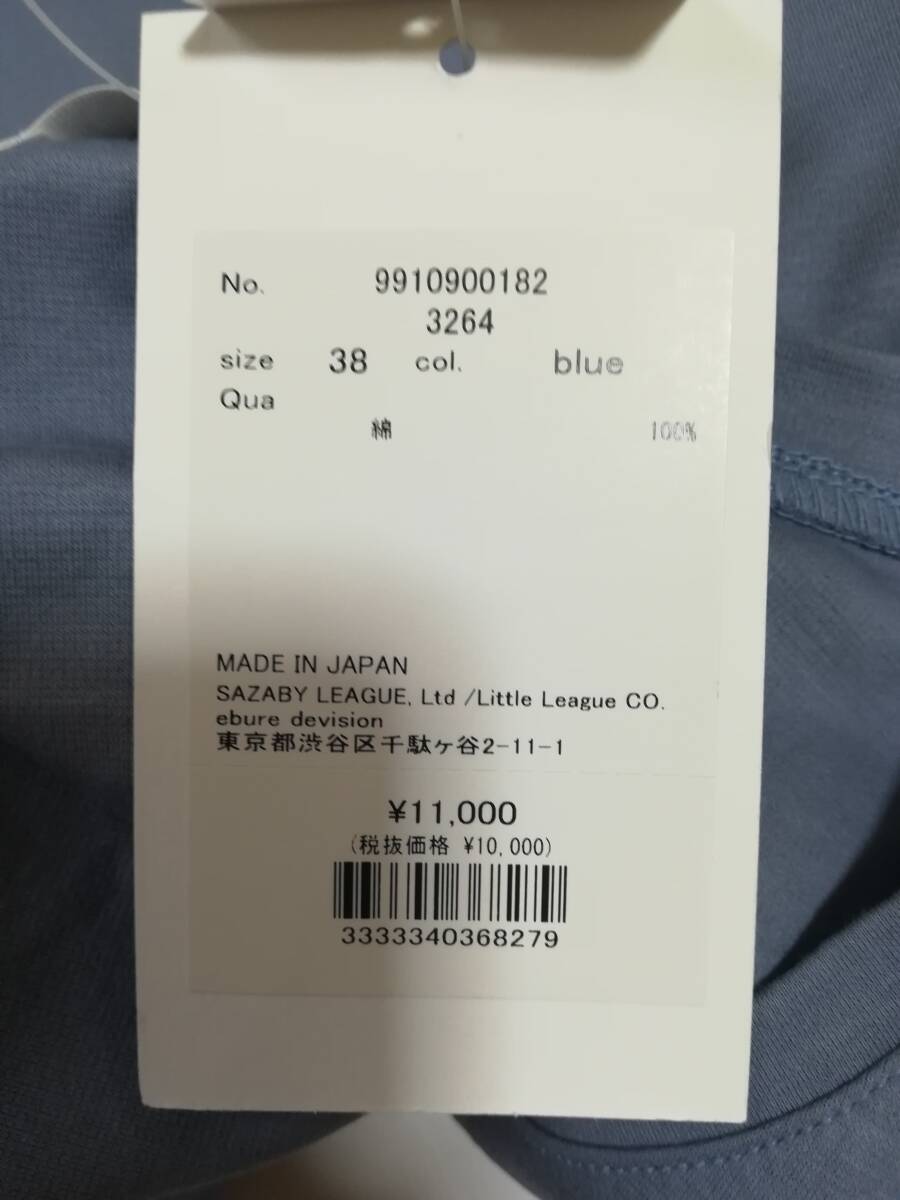 No. 9910900182
3264
size 38 col. blue
Qua
綿 100%
MADE IN JAPAN
SAZABY LEAGUE, Ltd /Little League CO.
ebure devision
東京都渋谷区千駄ヶ谷2-11-1
¥11,000
(税抜価格 ¥10,000)
3333340368279